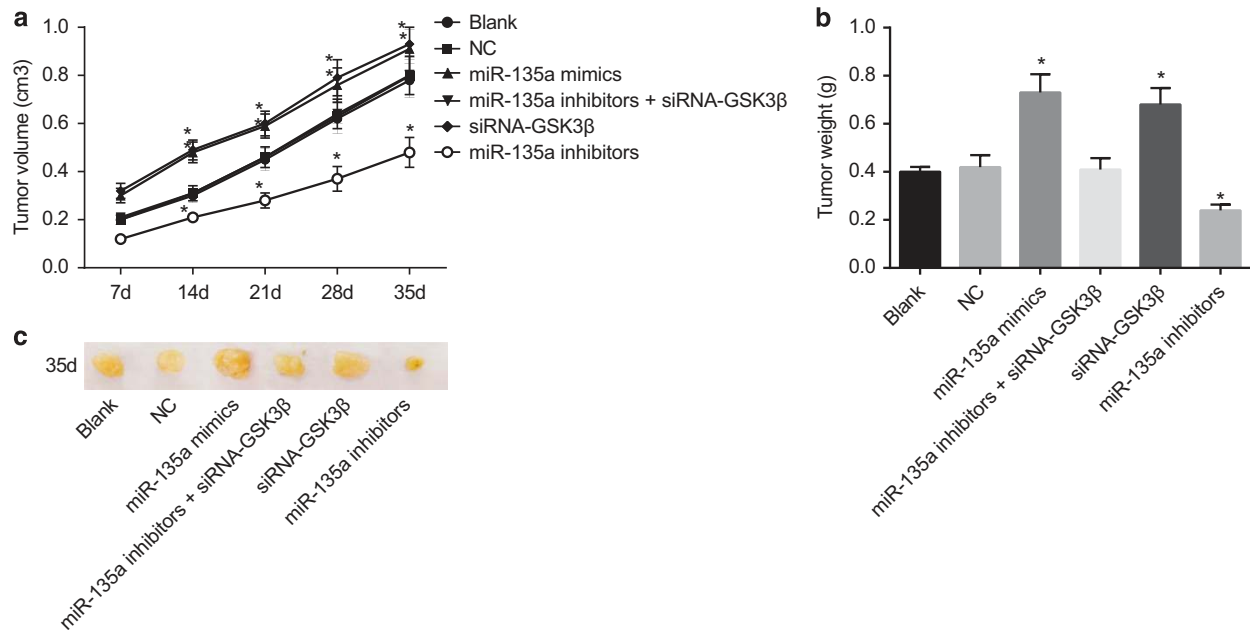 a
Tumor volume (cm3)
1.0
0.8
0.6
0.4
0.2
0.0
7d 14d 21d 28d 35d
* * * * * * * * * * * *
Blank
NC
miR-135a mimics
miR-135a inhibitors + siRNA-GSK3β
siRNA-GSK3β
miR-135a inhibitors
b
Tumor weight (g)
1.0
0.8
0.6
0.4
0.2
0.0
* * *
Blank
NC
miR-135a mimics
miR-135a inhibitors + siRNA-GSK3β
siRNA-GSK3β
miR-135a inhibitors
c
35d
Blank
NC
miR-135a mimics
miR-135a inhibitors + siRNA-GSK3β
siRNA-GSK3β
miR-135a inhibitors